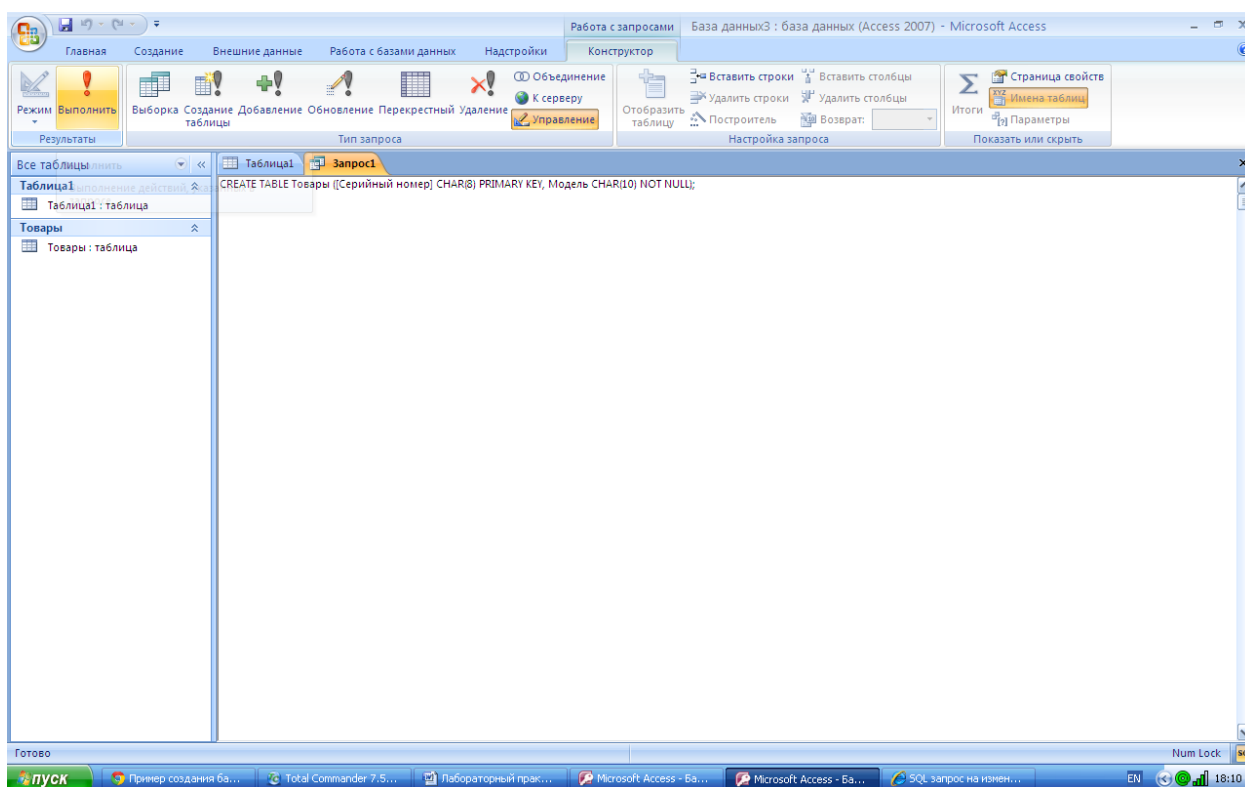 Работа с запросами
База данных3 : база данных (Access 2007) - Microsoft Access
Главная Создание Внешние данные Работа с базами данных Надстройки Конструктор
Режим Выполнить Выборка Создание таблицы Добавление Обновление Перекрестный Удаление
Объединение
К серверу
Управление
Отобразить таблицу
Вставить строки
Удалить строки
Построитель
Вставить столбцы
Удалить столбцы
Возврат:
Итоги
Страница свойств
Имена таблиц
Параметры
Результаты Тип запроса Настройка запроса Показать или скрыть
Все таблицы
Таблица1 Запрос1
Таблица1
Таблица1 : таблица
Товары
Товары : таблица
CREATE TABLE Товары ([Серийный номер] CHAR(8) PRIMARY KEY, Модель CHAR(10) NOT NULL);
Готово Num Lock
пуск Пример создания ба... Total Commander 7.5... Лабораторный прак... Microsoft Access - Ба... Microsoft Access - Ба... SQL запрос на измен... EN 18:10